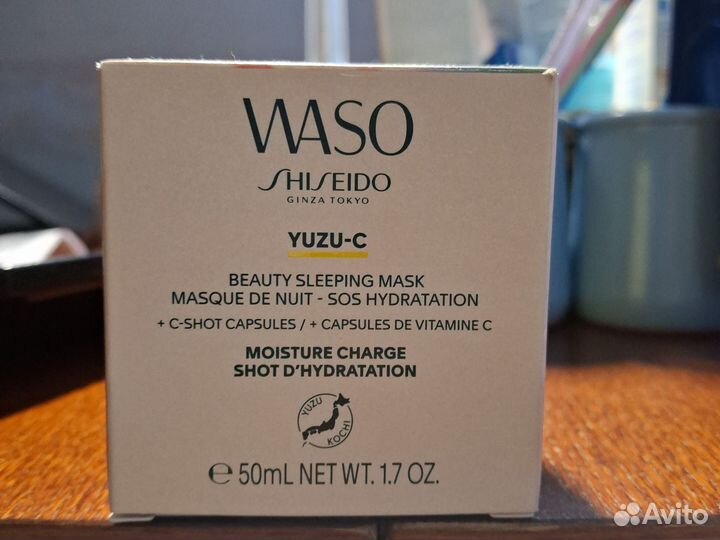 WASO
SHISEIDO
GINZA TOKYO
YUZU-C
BEAUTY SLEEPING MASK
MASQUE DE NUIT - SOS HYDRATATION
+ C-SHOT CAPSULES / + CAPSULES DE VITAMINE C
MOISTURE CHARGE
SHOT D'HYDRATATION
YUZU
KOCHI
℮ 50mL NET WT. 1.7 OZ.
Avito